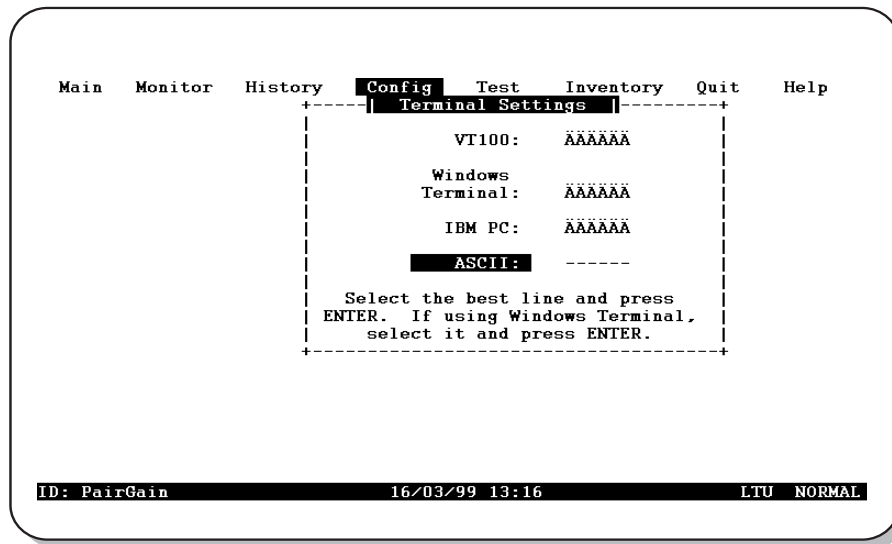 Main Monitor History Config Test Inventory Quit Help
+-----| Terminal Settings |---------+
VT100: ÄÄÄÄÄÄ
Windows
Terminal: ÄÄÄÄÄÄ
IBM PC: ÄÄÄÄÄÄ
ASCII: ------
Select the best line and press
ENTER. If using Windows Terminal,
select it and press ENTER.
ID: PairGain 16/03/99 13:16 LTU NORMAL